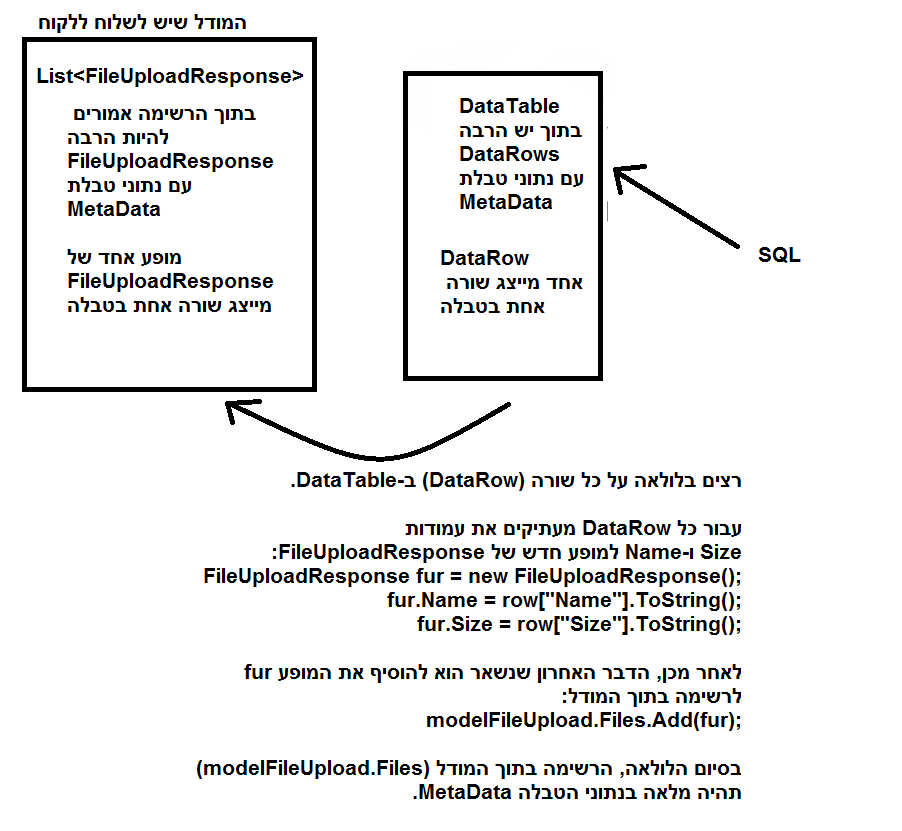 המודל שיש לשלוח ללקוח
List<FileUploadResponse>
בתוך הרשימה אמורים
להיות הרבה
FileUploadResponse
עם נתוני טבלת
MetaData
מופע אחד של
FileUploadResponse
מייצג שורה אחת בטבלה
DataTable
בתוך יש הרבה
DataRows
עם נתוני טבלת
MetaData
DataRow
אחד מייצג שורה
אחת בטבלה
SQL
רצים בלולאה על כל שורה (DataRow) ב-DataTable.
עבור כל DataRow מעתיקים את עמודות
Size ו-Name למופע חדש של FileUploadResponse:
FileUploadResponse fur = new FileUploadResponse();
fur.Name = row["Name"].ToString();
fur.Size = row["Size"].ToString();
לאחר מכן, הדבר האחרון שנשאר הוא להוסיף את המופע fur
לרשימה בתוך המודל:
modelFileUpload.Files.Add(fur);
בסיום הלולאה, הרשימה בתוך המודל (modelFileUpload.Files)
תהיה מלאה בנתוני הטבלה MetaData.